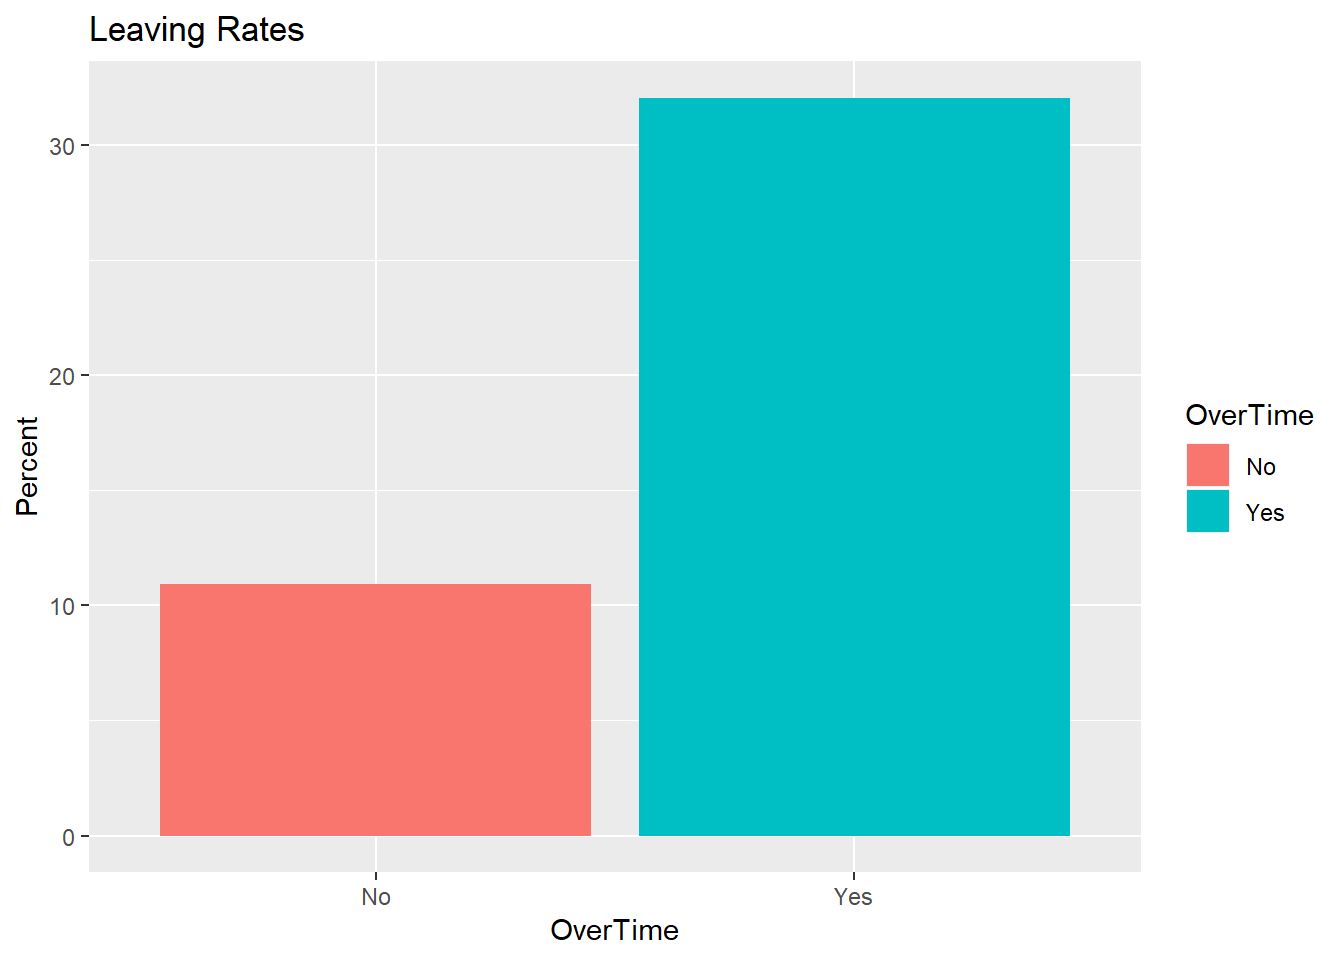 Leaving Rates
30
20
10
0
Percent
No
Yes
OverTime
OverTime
No
Yes